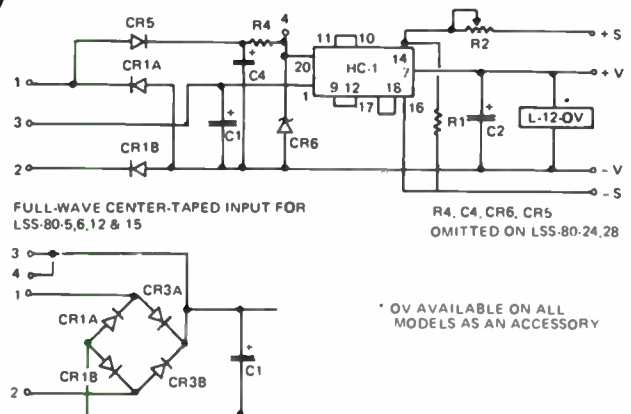 CR5
R4
4
11
10
R2
+ S
20
HC-1
14
7
+ V
CR1A
C4
1
1
9 12
18
17
16
3
C1
CR6
R1
C2
L-12-OV
CR1B
2
- V
- S
FULL-WAVE CENTER-TAPED INPUT FOR
LSS-80-5,6,12 & 15
R4, C4, CR6, CR5
OMITTED ON LSS-80-24,28
3
4
1
CR3A
CR1A
* OV AVAILABLE ON ALL
MODELS AS AN ACCESSORY
C1
CR1B
CR3B
2